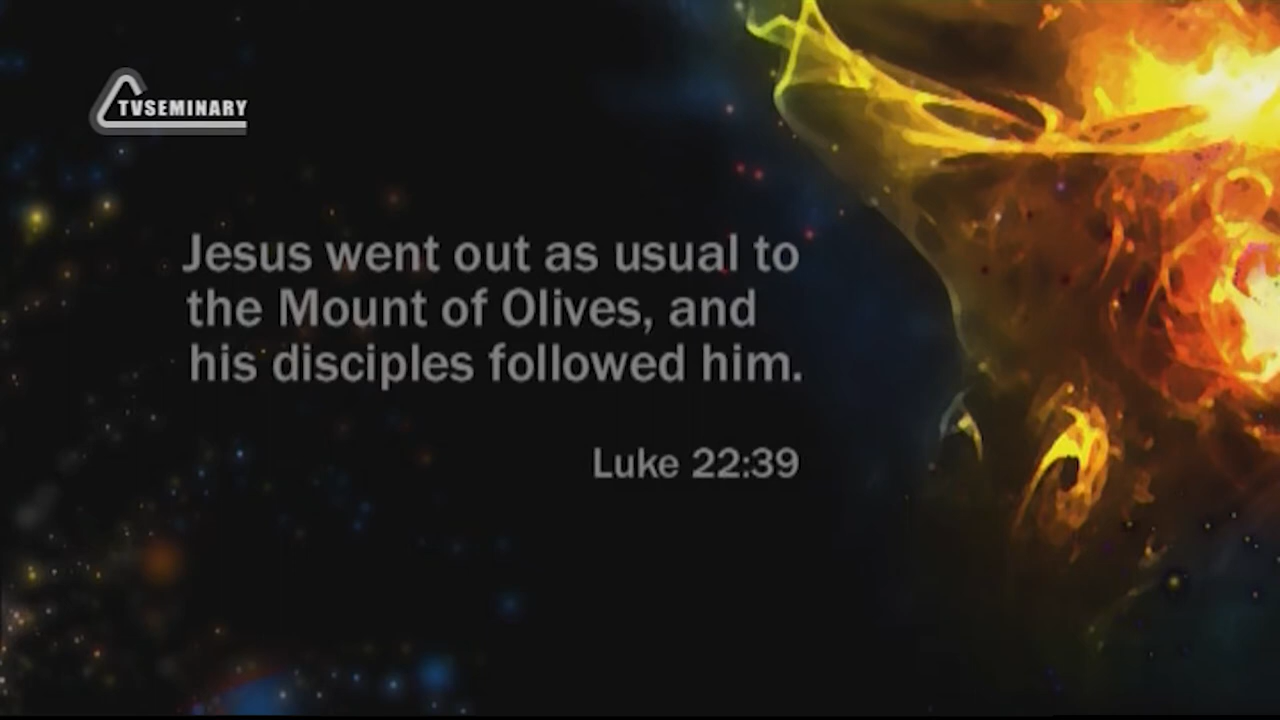 TVSEMINARY
Jesus went out as usual to
the Mount of Olives, and
his disciples followed him.
Luke 22:39